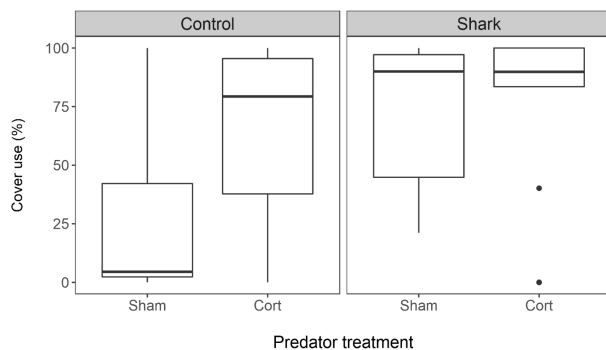 Control Shark
100
75
50
25
0
Cover use (%)
Sham Cort Sham Cort
Predator treatment